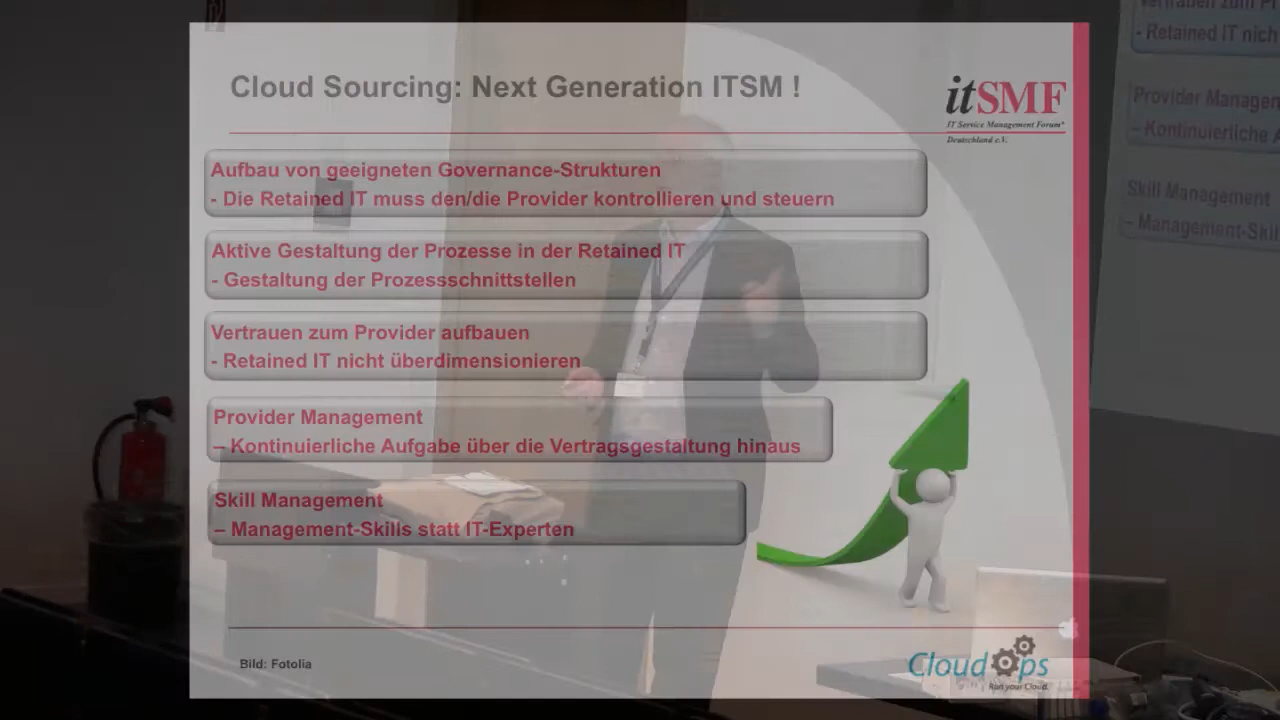 Cloud Sourcing: Next Generation ITSM !
itSMF
IT Service Management Forum®
Deutschland e.V.
Aufbau von geeigneten Governance-Strukturen
- Die Retained IT muss den/die Provider kontrollieren und steuern
Aktive Gestaltung der Prozesse in der Retained IT
- Gestaltung der Prozessschnittstellen
Vertrauen zum Provider aufbauen
- Retained IT nicht überdimensionieren
Provider Management
– Kontinuierliche Aufgabe über die Vertragsgestaltung hinaus
Skill Management
– Management-Skills statt IT-Experten
Bild: Fotolia
CloudOps
Run your Cloud.
Vertrauen zum Pr
- Retained IT nich
Provider Managem
– Kontinuierliche A
Skill Management
– Management-Skil